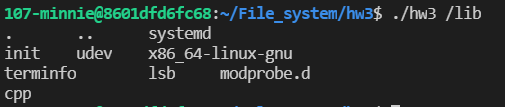 107-minnie@8601dfd6fc68:~/File_system/hw3$ ./hw3 /lib
. .. systemd
init udev x86_64-linux-gnu
terminfo lsb modprobe.d
cpp